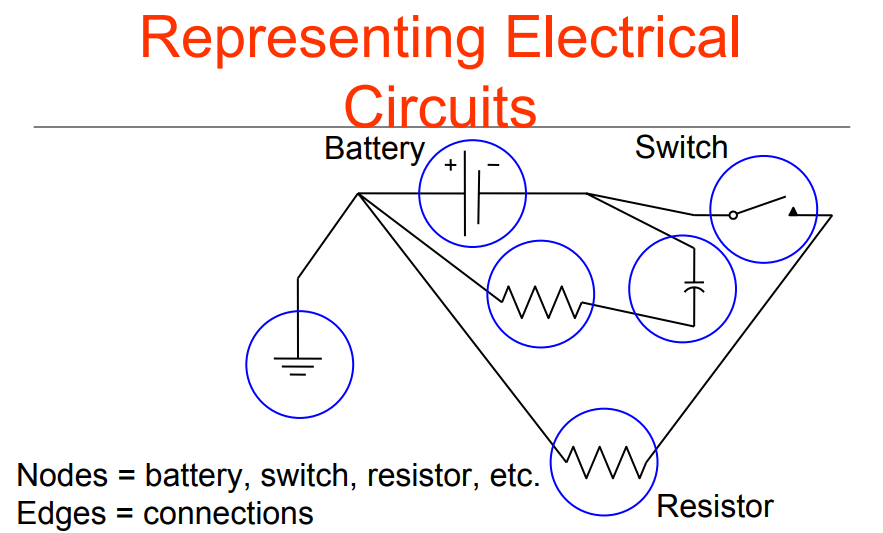 Representing Electrical
Circuits
Battery
Switch
+ −
Resistor
Nodes = battery, switch, resistor, etc.
Edges = connections